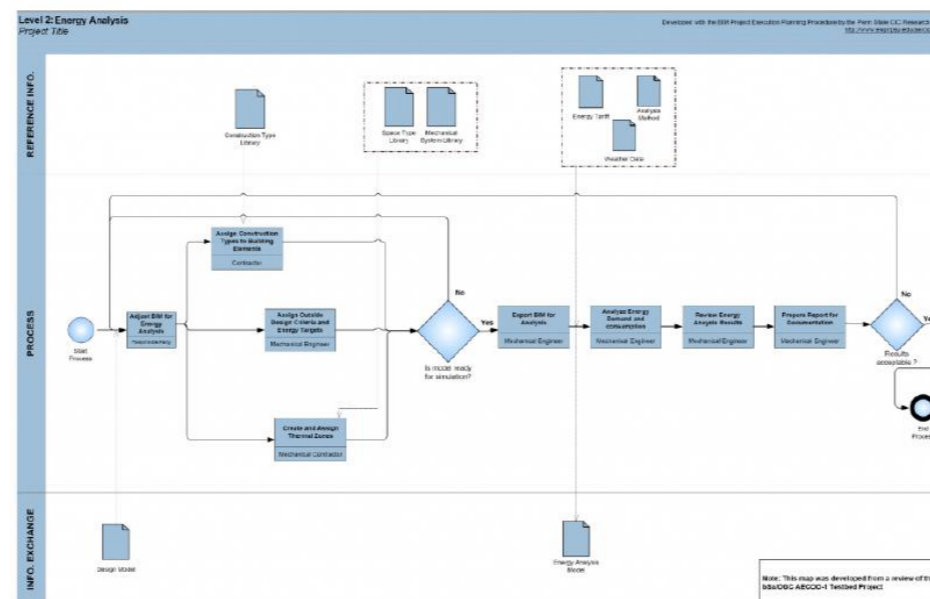 Level 2: Energy Analysis
Project Title
Developed with the BIM Project Execution Planning Procedure by the Penn State CIC Research
REFERENCE INFO.
Construction Type
Library
Space Type
Library
Mechanical
System Library
Energy Tariff
Analysis
Method
Weather Data
PROCESS
Start
Process
Adjust BIM for
Energy
Analysis
Assign Construction
Types to Building
Elements
Contractor
Assign Outside
Design Criteria and
Energy Targets
Mechanical Engineer
Create and Assign
Thermal Zones
Mechanical Contractor
No
Yes
Is model ready
for simulation?
Export BIM for
Analysis
Mechanical Engineer
Analyze Energy
Demand and
consumption
Mechanical Engineer
Review Energy
Analysis Results
Mechanical Engineer
Prepare Report for
Documentation
Mechanical Engineer
No
Ye
Results
acceptable ?
End
Proces
INFO. EXCHANGE
Design Model
Energy Analysis
Model
Note: This map was developed from a review of th
AECOO-1 Testbed Project